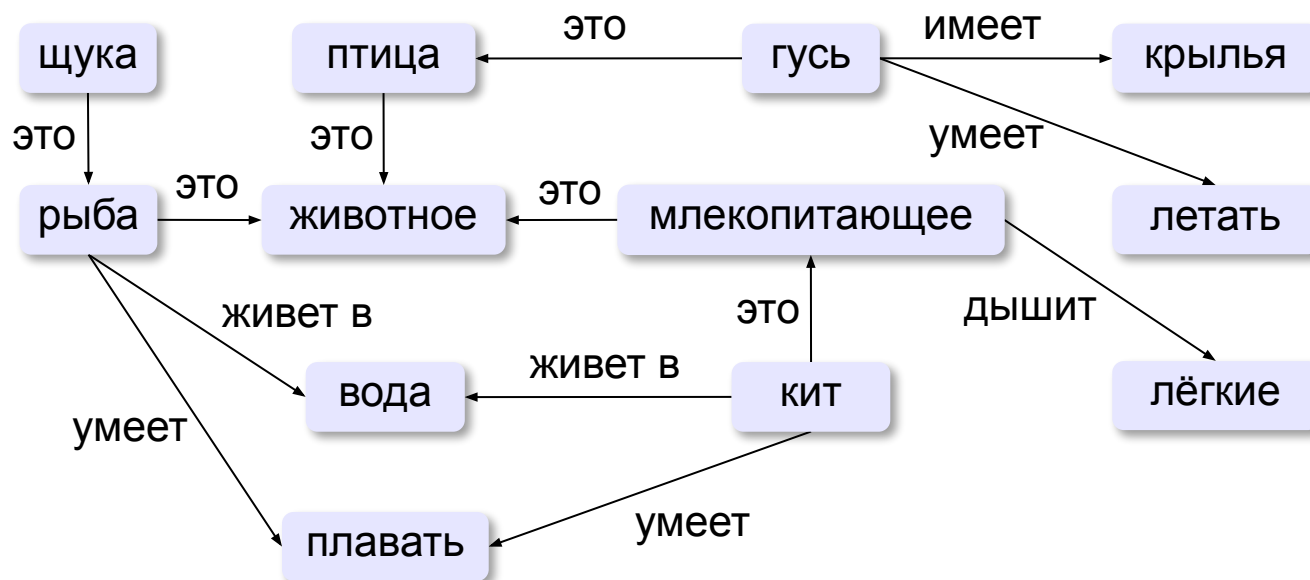 щука
птица
это
гусь
имеет
крылья
это
это
умеет
рыба
это
животное
это
млекопитающее
летать
живет в
это
дышит
вода
живет в
кит
лёгкие
умеет
умеет
плавать